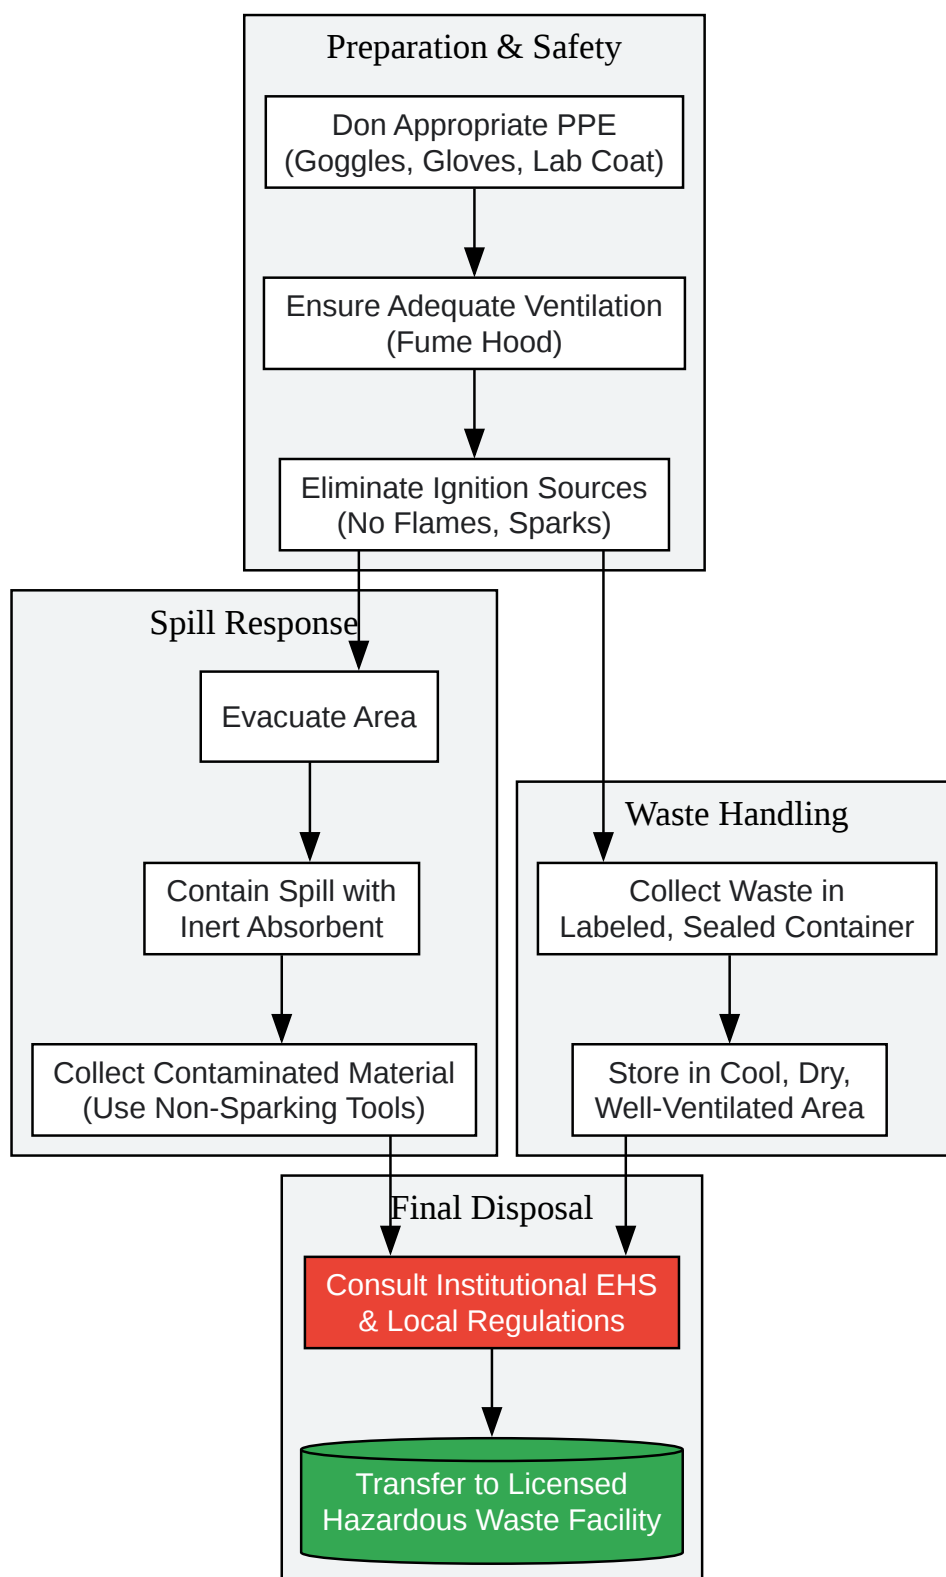 Preparation & Safety
Don Appropriate PPE
(Goggles, Gloves, Lab Coat)
Ensure Adequate Ventilation
(Fume Hood)
Eliminate Ignition Sources
(No Flames, Sparks)
Spill Response
Evacuate Area
Contain Spill with
Inert Absorbent
Collect Contaminated Material
(Use Non-Sparking Tools)
Waste Handling
Collect Waste in
Labeled, Sealed Container
Store in Cool, Dry,
Well-Ventilated Area
Final Disposal
Consult Institutional EHS
& Local Regulations
Transfer to Licensed
Hazardous Waste Facility